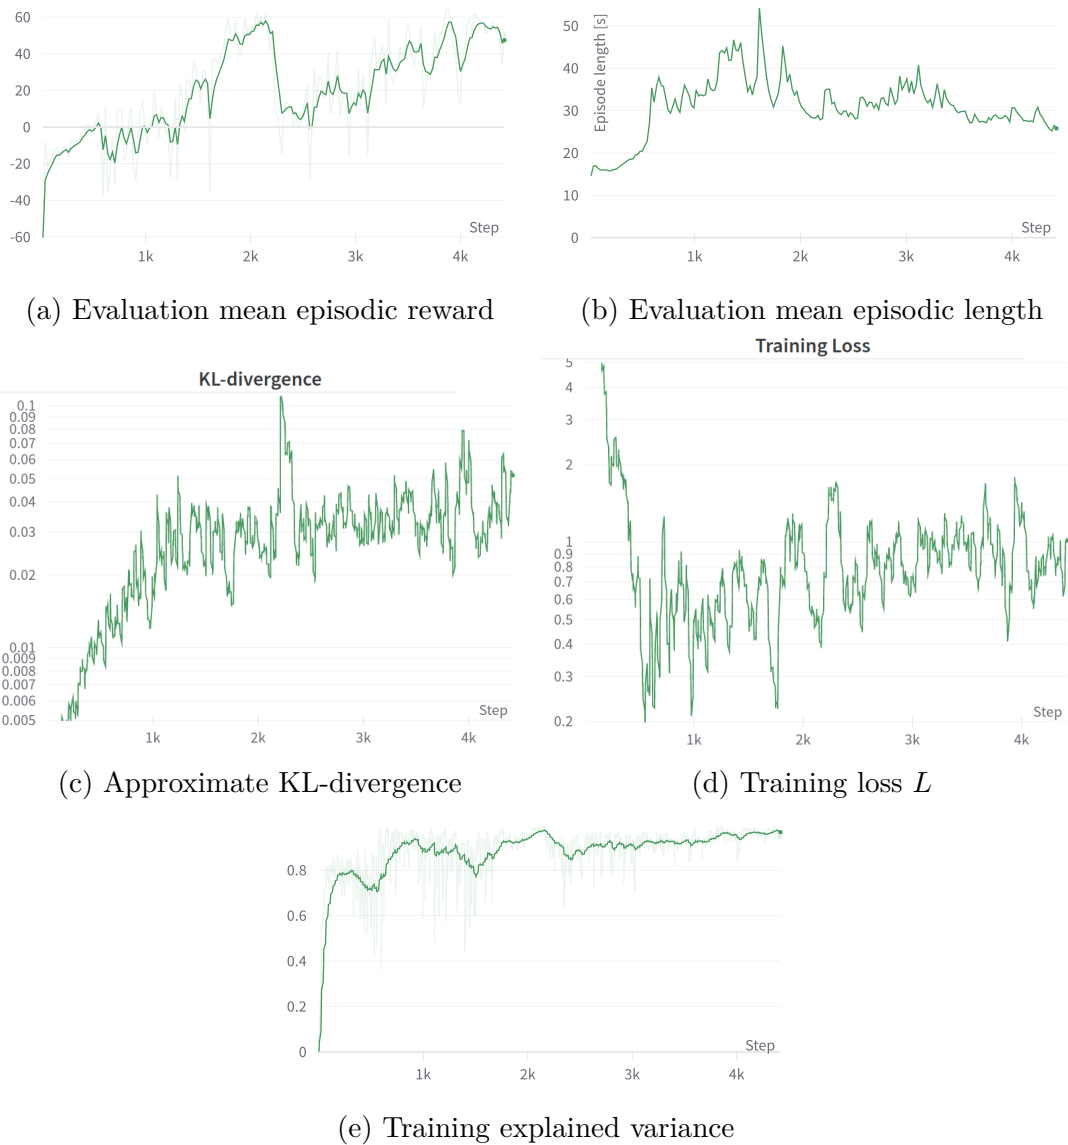 60
40
20
0
-20
-40
-60
1k
2k
3k
4k
Step
Episode length [s]
50
40
30
20
10
0
1k
2k
3k
4k
Step
(a) Evaluation mean episodic reward
(b) Evaluation mean episodic length
KL-divergence
0.1
0.09
0.08
0.07
0.06
0.05
0.04
0.03
0.02
0.01
0.009
0.008
0.007
0.006
0.005
1k
2k
3k
4k
Step
Training Loss
5
4
3
2
1
0.9
0.8
0.7
0.6
0.5
0.4
0.3
0.2
1k
2k
3k
4k
Step
(c) Approximate KL-divergence
(d) Training loss L
0.8
0.6
0.4
0.2
0
1k
2k
3k
4k
Step
(e) Training explained variance